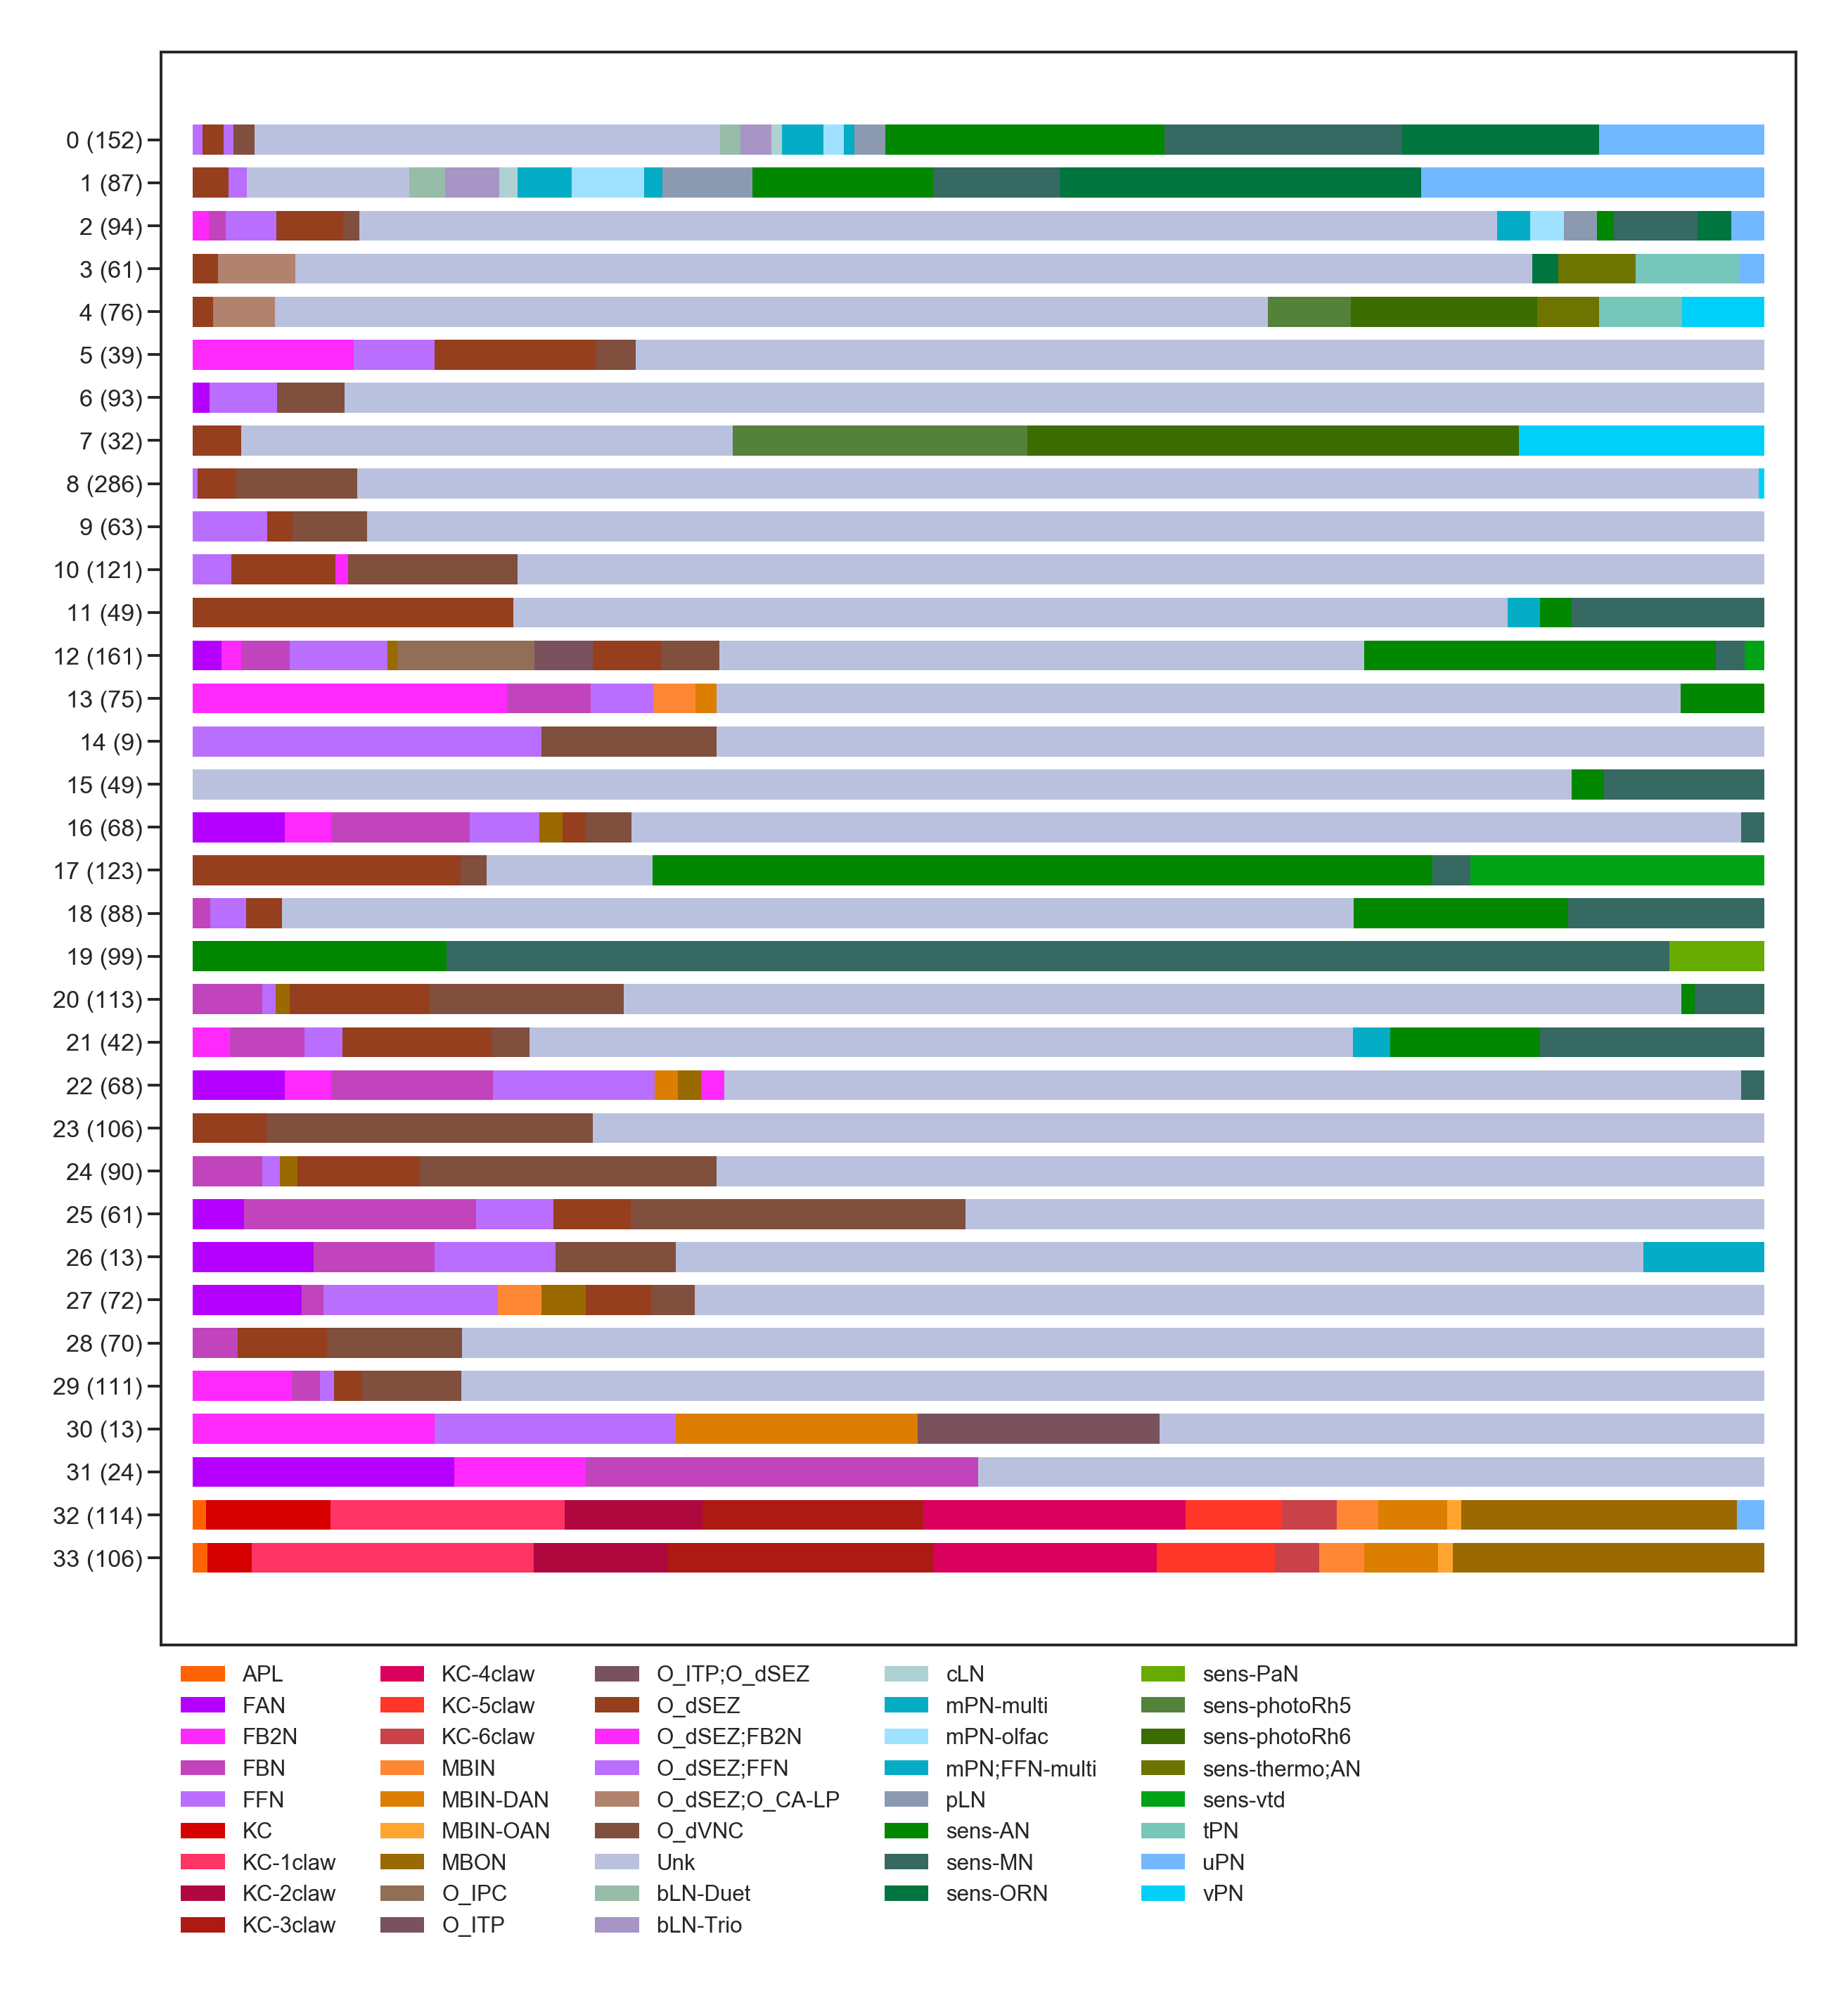 0 (152)
1 (87)
2 (94)
3 (61)
4 (76)
5 (39)
6 (93)
7 (32)
8 (286)
9 (63)
10 (121)
11 (49)
12 (161)
13 (75)
14 (9)
15 (49)
16 (68)
17 (123)
18 (88)
19 (99)
20 (113)
21 (42)
22 (68)
23 (106)
24 (90)
25 (61)
26 (13)
27 (72)
28 (70)
29 (111)
30 (13)
31 (24)
32 (114)
33 (106)
APL
FAN
FB2N
FBN
FFN
KC
KC-1claw
KC-2claw
KC-3claw
KC-4claw
KC-5claw
KC-6claw
MBIN
MBIN-DAN
MBIN-OAN
MBON
O_IPC
O_ITP
O_ITP;O_dSEZ
O_dSEZ
O_dSEZ;FB2N
O_dSEZ;FFN
O_dSEZ;O_CA-LP
O_dVNC
Unk
bLN-Duet
bLN-Trio
cLN
mPN-multi
mPN-olfac
mPN;FFN-multi
pLN
sens-AN
sens-MN
sens-ORN
sens-PaN
sens-photoRh5
sens-photoRh6
sens-thermo;AN
sens-vtd
tPN
uPN
vPN